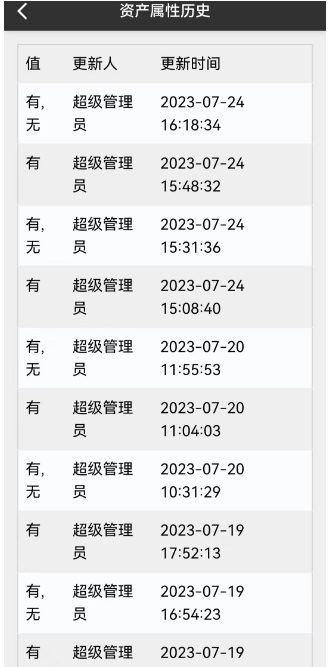 资产属性历史
值 更新人 更新时间
有, 超级管理 2023-07-24
无 员 16:18:34
有 超级管理 2023-07-24
员 15:48:32
有, 超级管理 2023-07-24
无 员 15:31:36
有 超级管理 2023-07-24
员 15:08:40
有, 超级管理 2023-07-20
无 员 11:55:53
有 超级管理 2023-07-20
员 11:04:03
有, 超级管理 2023-07-20
无 员 10:31:29
有 超级管理 2023-07-19
员 17:52:13
有, 超级管理 2023-07-19
无 员 16:54:23
有 超级管理 2023-07-19